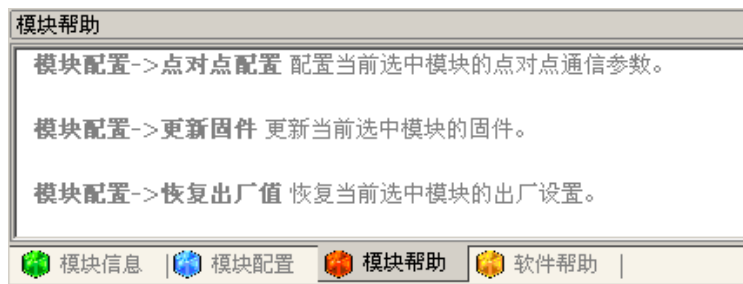 模块帮助
模块配置->点对点配置 配置当前选中模块的点对点通信参数。
模块配置->更新固件 更新当前选中模块的固件。
模块配置->恢复出厂值 恢复当前选中模块的出厂设置。
模块信息 | 模块配置 模块帮助 软件帮助 |